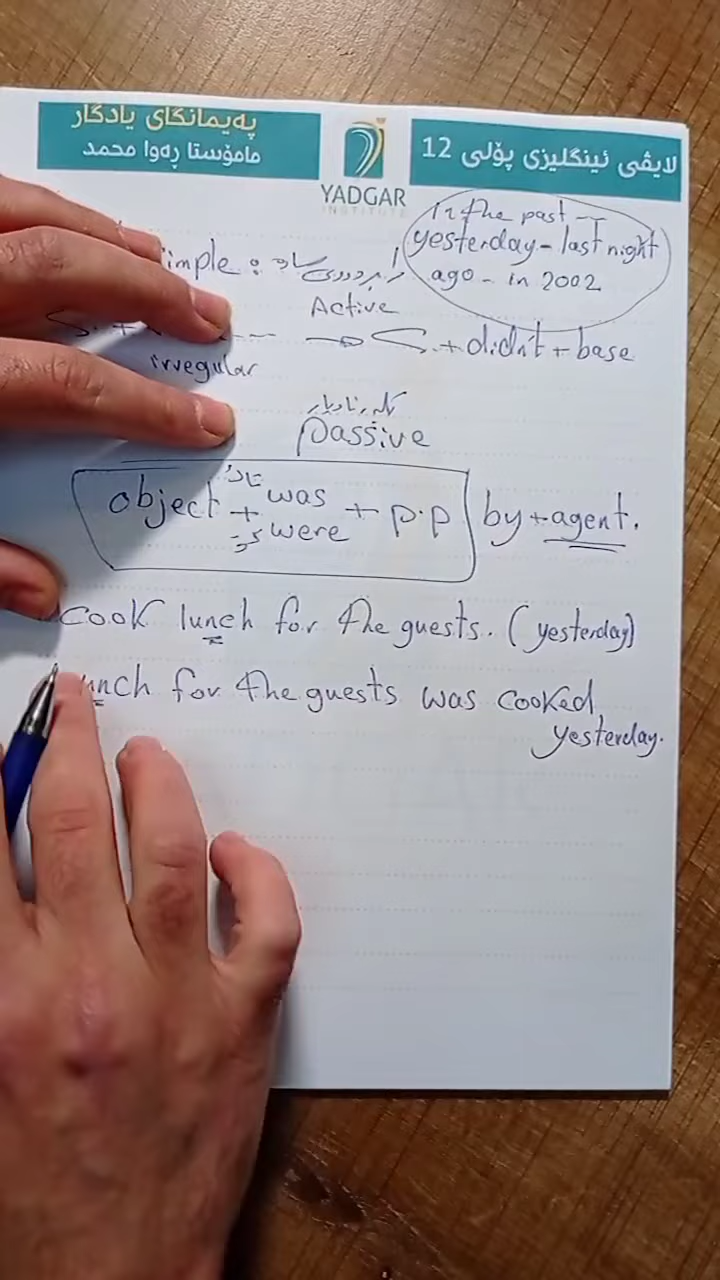 پەیمانگای یادگار
مامۆستا ڕەوا محمد
YADGAR
INSTITUTE
لایڤی ئینگلیزی پۆلی 12
In the past --
yesterday - last night
ago - in 2002
imple
Active
S. + --- → S. + didn't + base
irregular
passive
object + was + p.p by + agent.
were
cook lunch for the guests. (yesterday)
unch for the guests was cooked
yesterday.